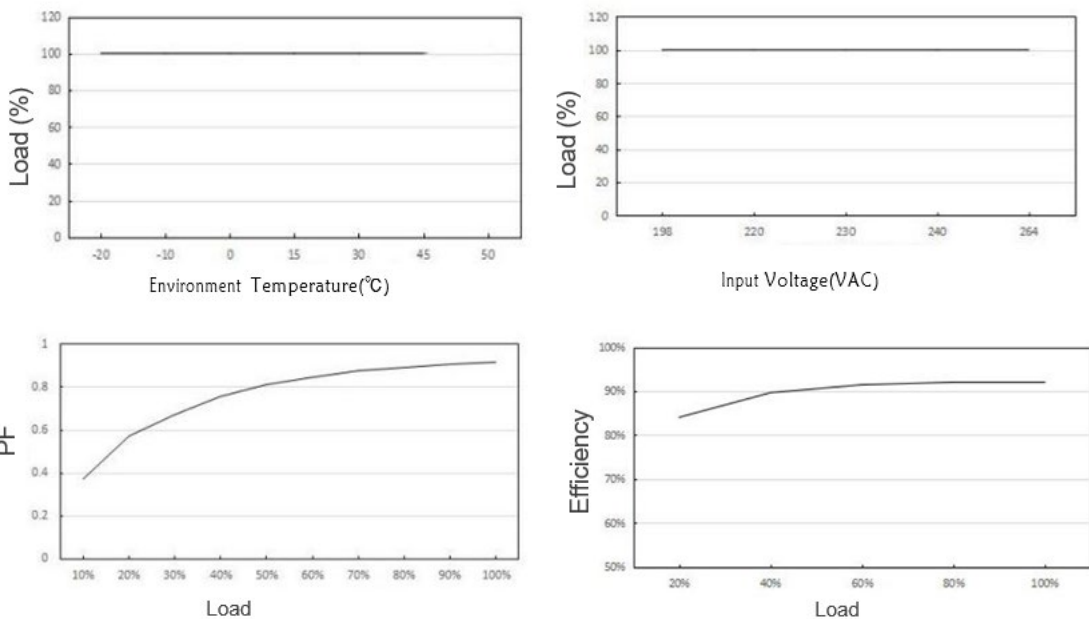 Load (%)
120
100
80
60
40
20
0
-20 -10 0 15 30 45 50
Environment Temperature(℃)
Load (%)
120
100
80
60
40
20
0
198 220 230 240 264
Input Voltage(VAC)
PF
1
0.8
0.6
0.4
0.2
0
10% 20% 30% 40% 50% 60% 70% 80% 90% 100%
Load
Efficiency
100%
90%
80%
70%
60%
50%
20% 40% 60% 80% 100%
Load